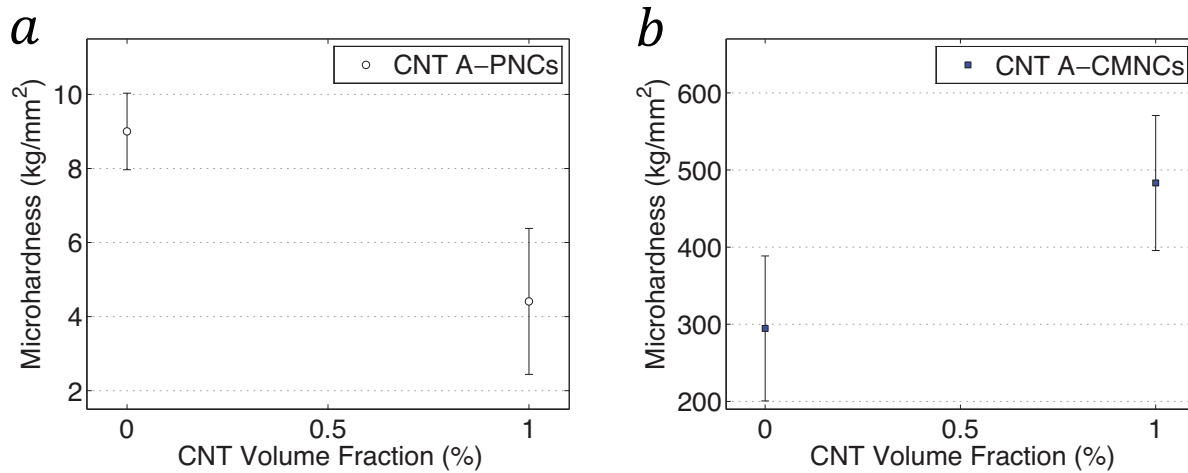 a
CNT A−PNCs
Microhardness (kg/mm²)
10
8
6
4
2
0
0.5
1
CNT Volume Fraction (%)
b
CNT A−CMNCs
Microhardness (kg/mm²)
600
500
400
300
200
0
0.5
1
CNT Volume Fraction (%)